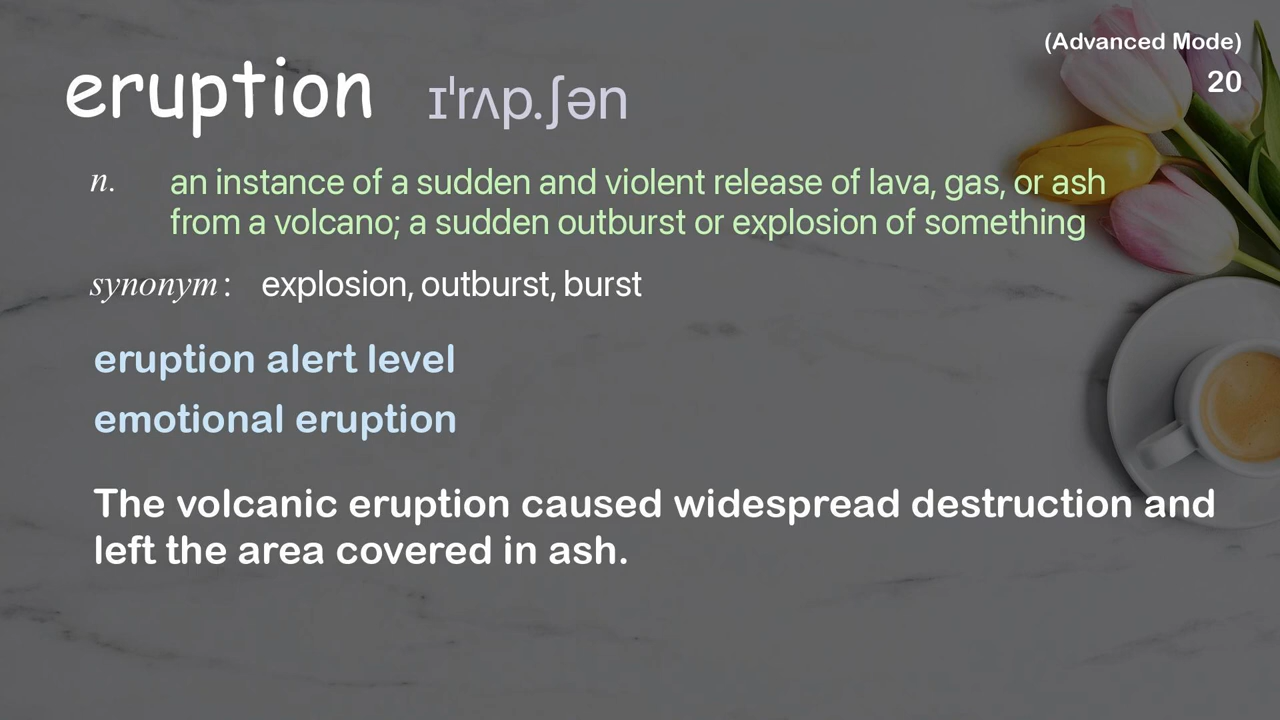 (Advanced Mode)
20
eruption ɪˈrʌp.ʃən
n. an instance of a sudden and violent release of lava, gas, or ash
from a volcano; a sudden outburst or explosion of something
synonym: explosion, outburst, burst
eruption alert level
emotional eruption
The volcanic eruption caused widespread destruction and
left the area covered in ash.